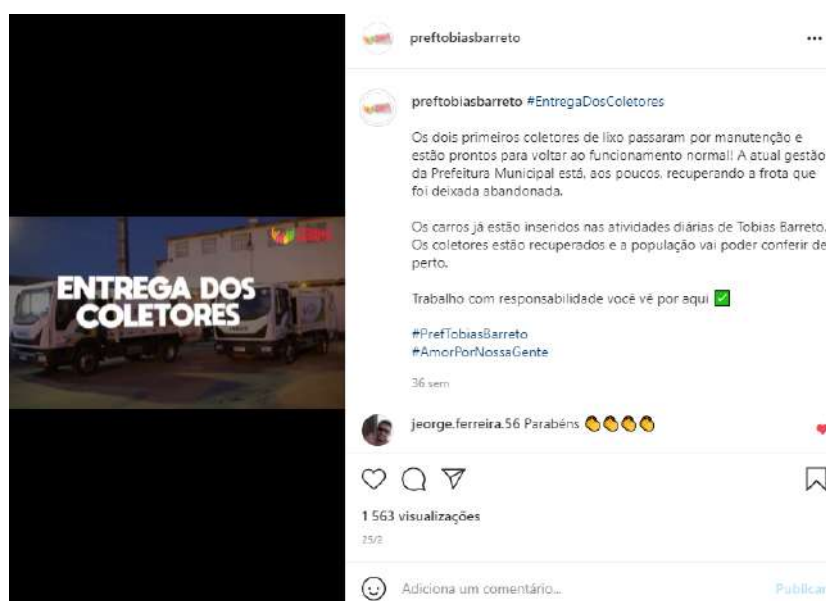 preftobiasbarreto
ENTREGA DOS
COLETORES
preftobiasbarreto #EntregaDosColetores
Os dois primeiros coletores de lixo passaram por manutenção e
estão prontos para voltar ao funcionamento normal! A atual gestão
da Prefeitura Municipal está, aos poucos, recuperando a frota que
foi deixada abandonada.
Os carros já estão inseridos nas atividades diárias de Tobias Barreto.
Os coletores estão recuperados e a população vai poder conferir de
perto.
Trabalho com responsabilidade você vê por aqui ✅
#PrefTobiasBarreto
#AmorPorNossaGente
36 sem
jeorge.ferreira.56 Parabéns 👏👏👏👏
1 563 visualizações
25/2
Adiciona um comentário...
Publicar